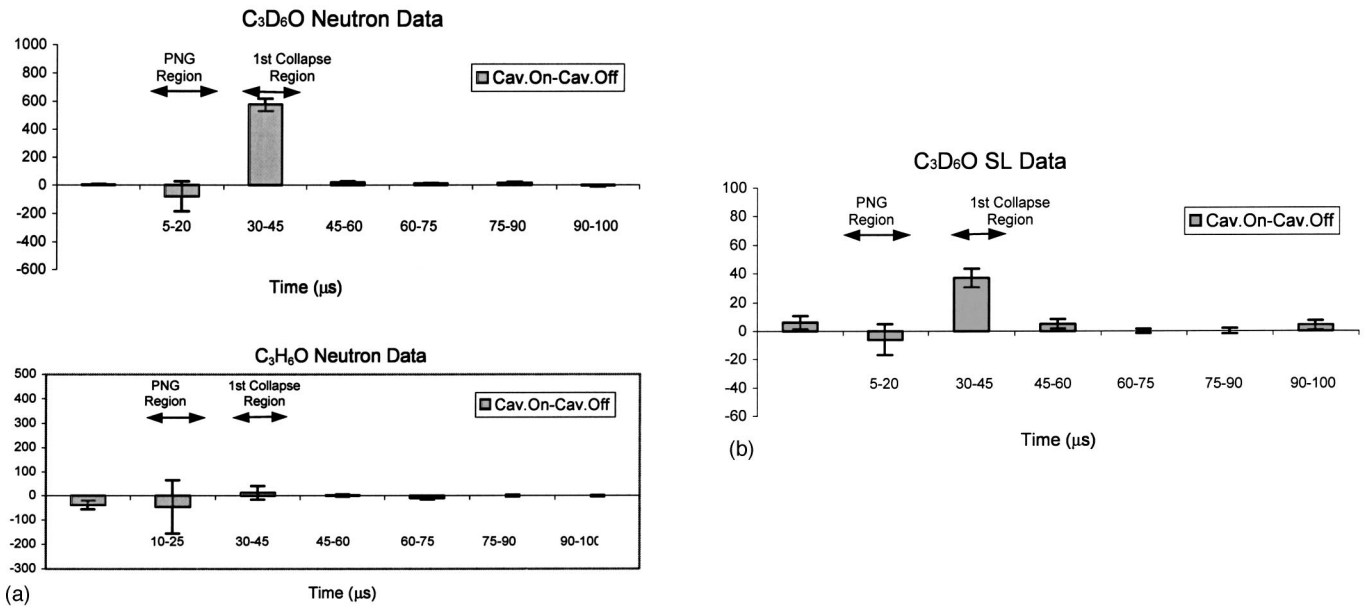 C₃D₆O Neutron Data
1000
800
600
400
200
0
-200
-400
-600
PNG
Region
1st Collapse
Region
Cav.On-Cav.Off
5-20
30-45
45-60
60-75
75-90
90-100
Time (μs)
C₃H₆O Neutron Data
500
400
300
200
100
0
-100
-200
-300
PNG
Region
1st Collapse
Region
Cav.On-Cav.Off
10-25
30-45
45-60
60-75
75-90
90-100
Time (μs)
(a)
C₃D₆O SL Data
100
80
60
40
20
0
-20
-40
-60
PNG
Region
1st Collapse
Region
Cav.On-Cav.Off
5-20
30-45
45-60
60-75
75-90
90-100
Time (μs)
(b)